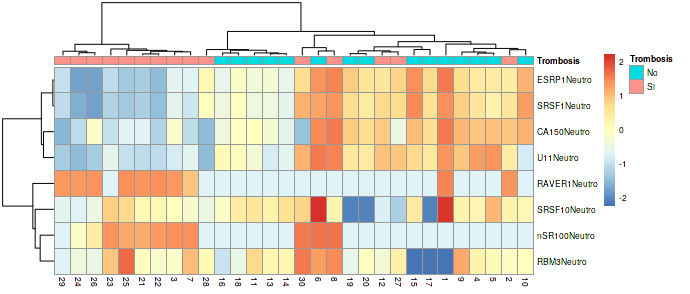 Trombosis
ESRP1Neutro
SRSF1Neutro
CA150Neutro
U11Neutro
RAVER1Neutro
SRSF10Neutro
nSR100Neutro
RBM3Neutro
29 24 26 23 25 21 22 3 7 28 16 18 11 13 14 30 6 8 19 20 12 27 15 17 1 9 4 5 2 10
2
1
0
-1
-2
Trombosis
No
SI